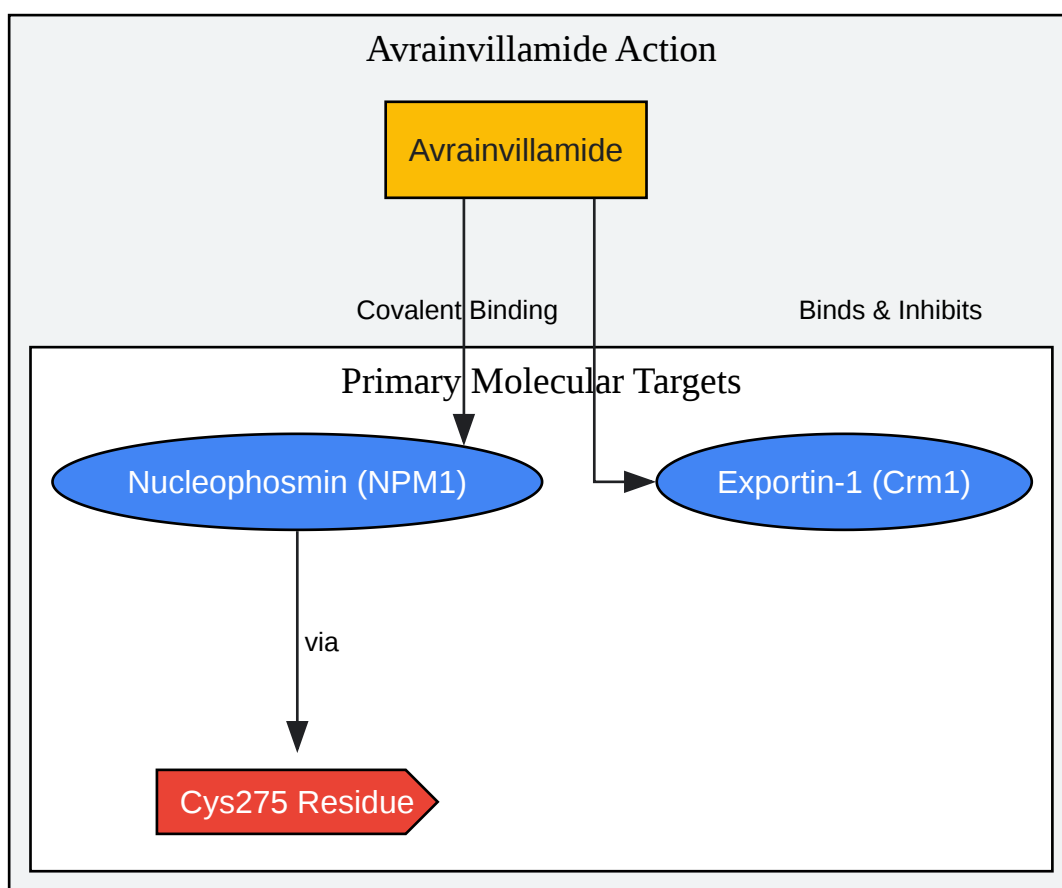 Avrainvillamide Action
Avrainvillamide
Covalent Binding
Binds & Inhibits
Primary Molecular Targets
Nucleophosmin (NPM1)
Exportin-1 (Crm1)
via
Cys275 Residue